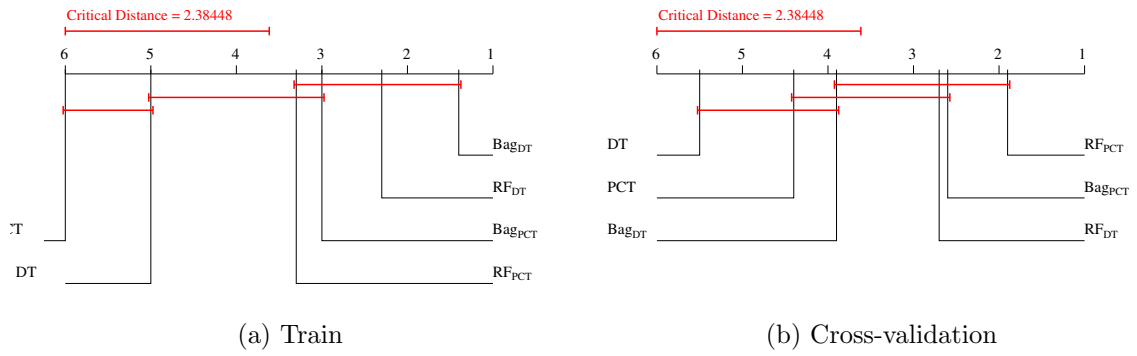 Critical Distance = 2.38448
6 5 4 3 2 1
Bag_DT
RF_DT
Bag_PCT
DT
RF_PCT
(a) Train
Critical Distance = 2.38448
6 5 4 3 2 1
DT RF_PCT
PCT Bag_PCT
Bag_DT RF_DT
(b) Cross-validation